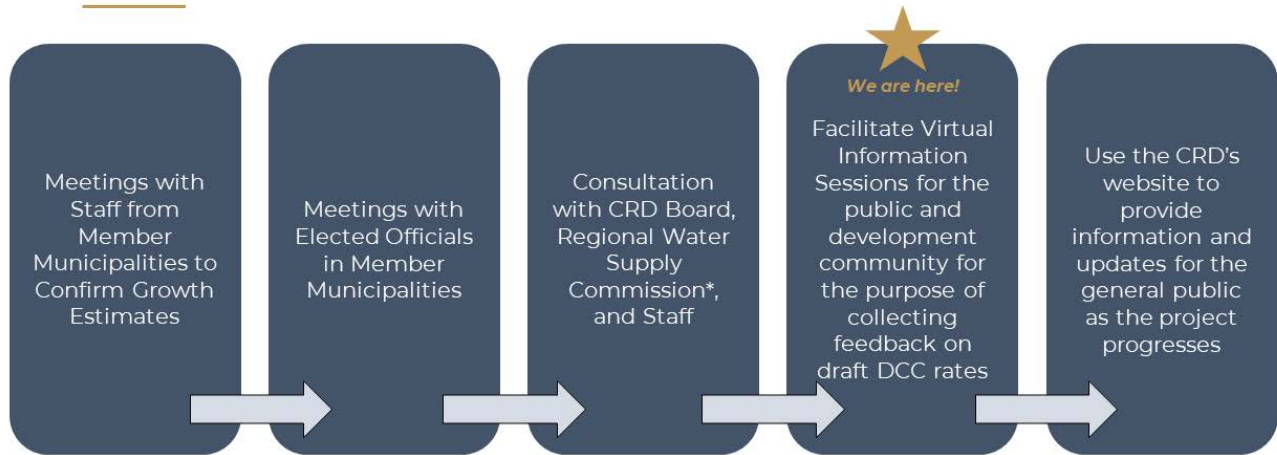 Meetings with
Staff from
Member
Municipalities to
Confirm Growth
Estimates
Meetings with
Elected Officials
in Member
Municipalities
Consultation
with CRD Board,
Regional Water
Supply
Commission*,
and Staff
We are here!
Facilitate Virtual
Information
Sessions for the
public and
development
community for
the purpose of
collecting
feedback on
draft DCC rates
Use the CRD's
website to
provide
information and
updates for the
general public
as the project
progresses